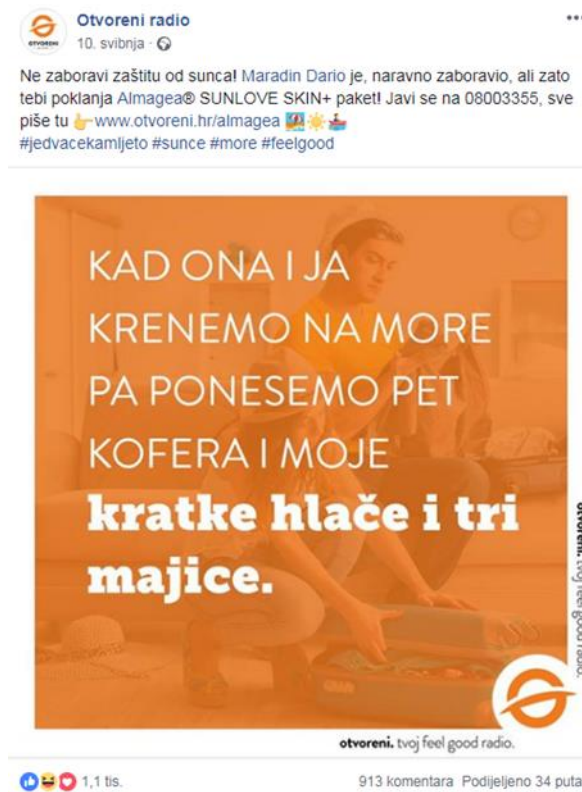 Otvoreni radio
10. svibnja ·
Ne zaboravi zaštitu od sunca! Maradin Dario je, naravno zaboravio, ali zato
tebi poklanja Almagea® SUNLOVE SKIN+ paket! Javi se na 08003355, sve
piše tu 👉www.otvoreni.hr/almagea 🏖️☀️🚣
#jedvacekamljeto #sunce #more #feelgood
KAD ONA I JA
KRENEMO NA MORE
PA PONESEMO PET
KOFERA I MOJE
kratke hlače i tri
majice.
otvoreni. tvoj feel good radio.
otvoreni. tvoj feel good radio.
1,1 tis.
913 komentara Podijeljeno 34 puta